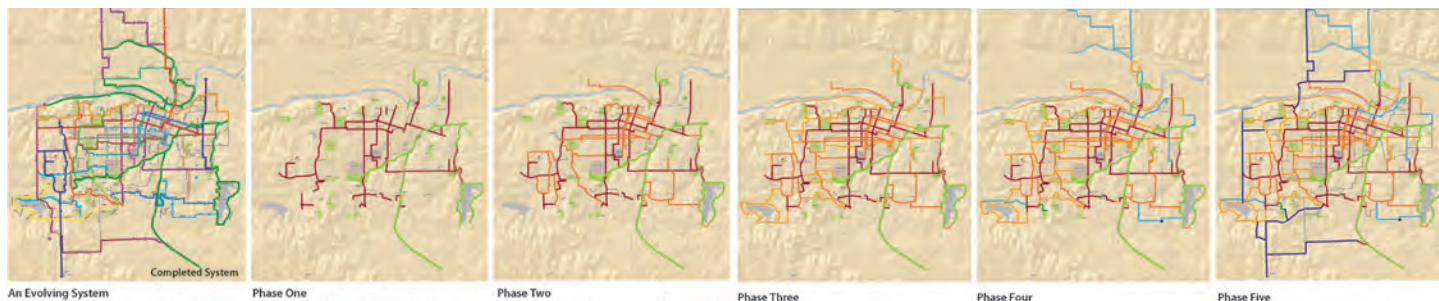 Completed System
An Evolving System
Phase One
Phase Two
Phase Three
Phase Four
Phase Five